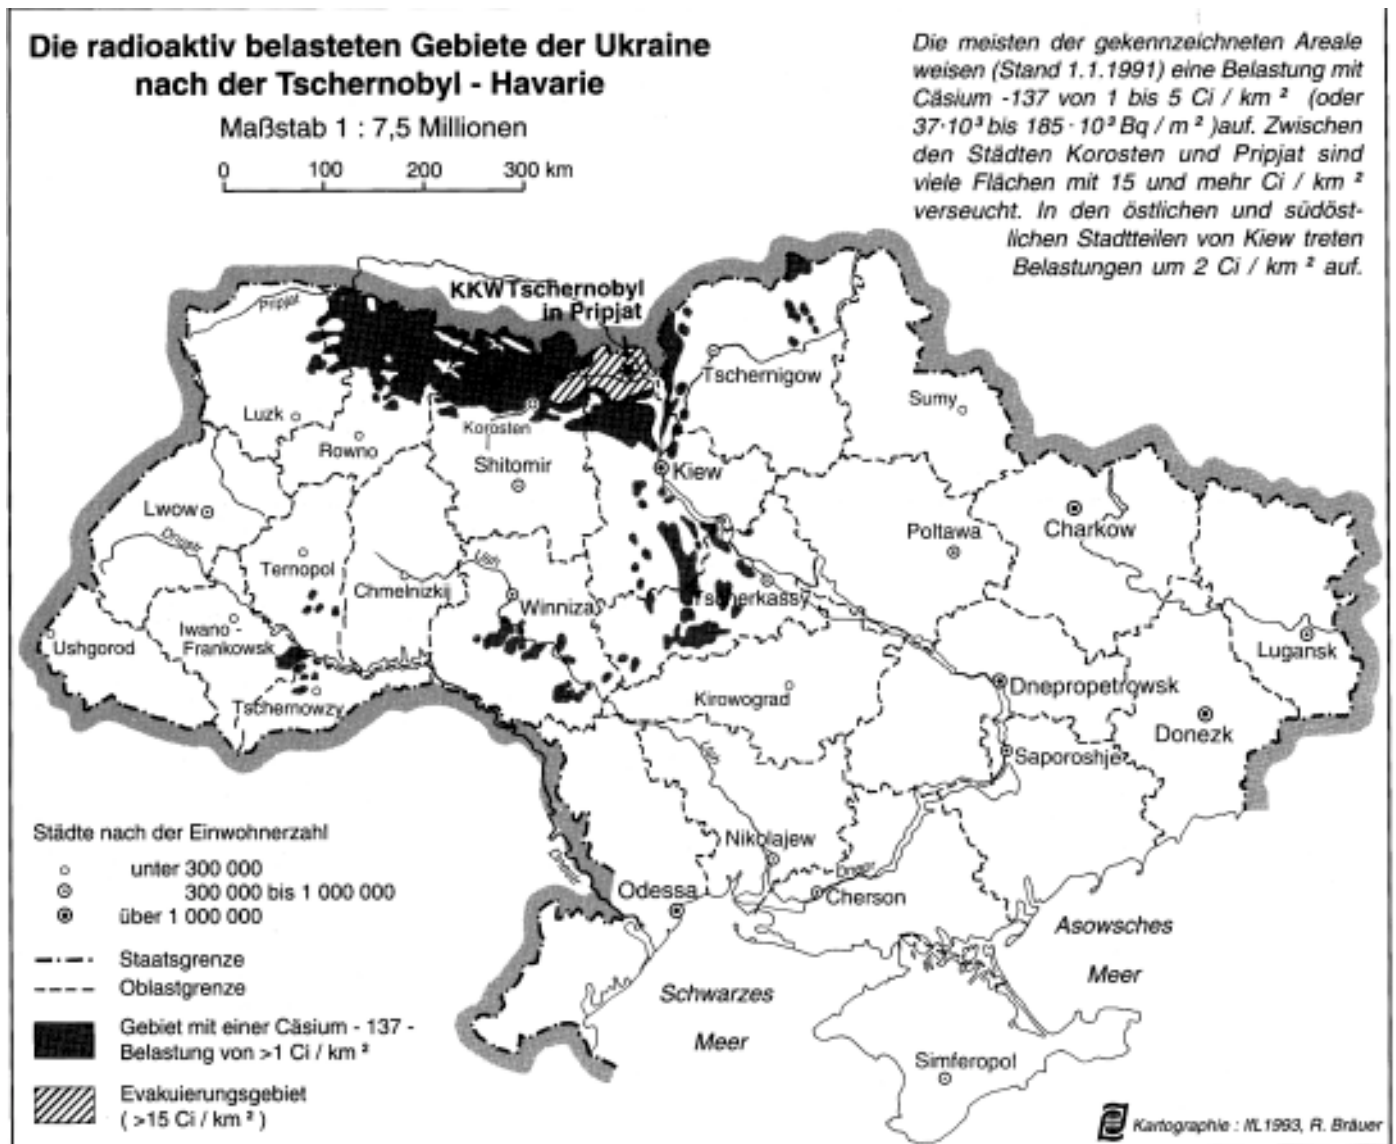 Die radioaktiv belasteten Gebiete der Ukraine
nach der Tschernobyl - Havarie
Maßstab 1 : 7,5 Millionen
0 100 200 300 km
Die meisten der gekennzeichneten Areale
weisen (Stand 1.1.1991) eine Belastung mit
Cäsium -137 von 1 bis 5 Ci / km ² (oder
37·10³ bis 185 · 10³ Bq / m ² )auf. Zwischen
den Städten Korosten und Pripjat sind
viele Flächen mit 15 und mehr Ci / km ²
verseucht. In den östlichen und südöst-
lichen Stadtteilen von Kiew treten
Belastungen um 2 Ci / km ² auf.
KKWTschernobyl
in Pripjat
Pripjat
Tschernigow
Sumy
Luzk
Korosten
Rowno
Shitomir
Kiew
Lwow
Poltawa
Charkow
Dnjestr
Ternopol
Chmelnizkij
Winniza
Tscherkassy
Ushgorod
Iwano -
Frankowsk
Lugansk
Tschernowzy
Kirowograd
Dnepropetrowsk
Donezk
Saporoshje
Nikolajew
Odessa
Cherson
Asowsches
Meer
Schwarzes
Meer
Simferopol
Städte nach der Einwohnerzahl
unter 300 000
300 000 bis 1 000 000
über 1 000 000
Staatsgrenze
Oblastgrenze
Gebiet mit einer Cäsium - 137 -
Belastung von >1 Ci / km ²
Evakuierungsgebiet
( >15 Ci / km ² )
Kartographie : IfL1993, R. Bräuer